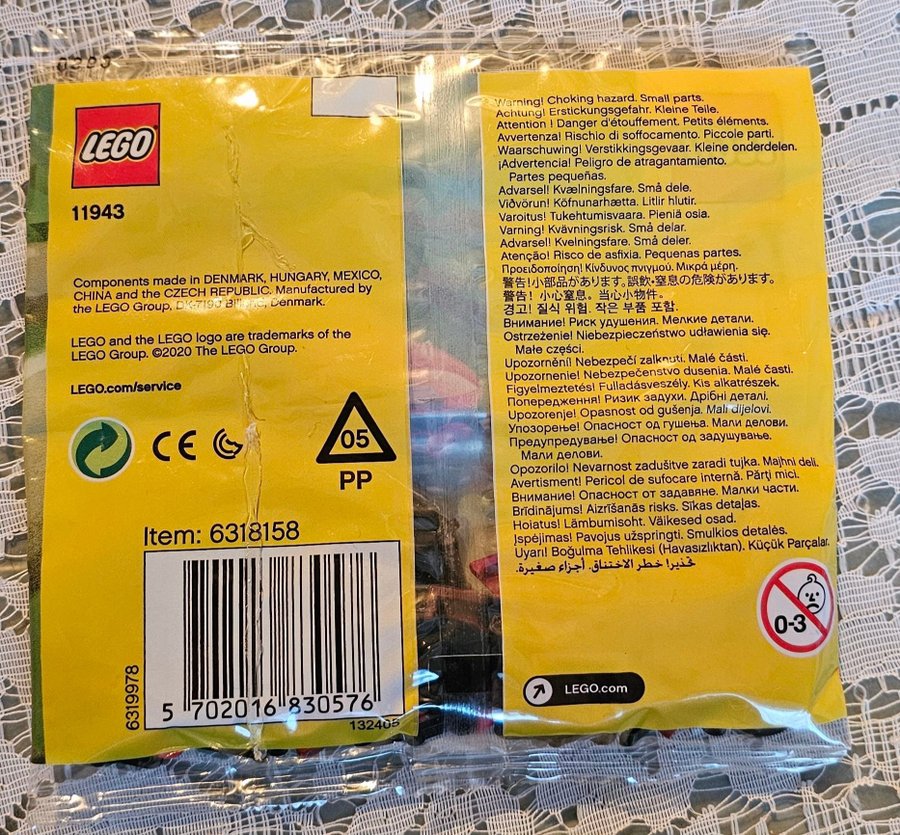 LEGO
11943
Components made in DENMARK, HUNGARY, MEXICO,
CHINA and the CZECH REPUBLIC. Manufactured by
the LEGO Group, DK-7190 Billund, Denmark.
LEGO and the LEGO logo are trademarks of the
LEGO Group. ©2020 The LEGO Group.
LEGO.com/service
CE
05
PP
Item: 6318158
5 702016 830576
6319978
132405
Warning! Choking hazard. Small parts.
Achtung! Erstickungsgefahr. Kleine Teile.
Attention ! Danger d'étouffement. Petits éléments.
Avvertenza! Rischio di soffocamento. Piccole parti.
Waarschuwing! Verstikkingsgevaar. Kleine onderdelen.
¡Advertencia! Peligro de atragantamiento.
Partes pequeñas.
Advarsel! Kvælningsfare. Små dele.
Viðvörun! Köfnunarhætta. Litlir hlutir.
Varoitus! Tukehtumisvaara. Pieniä osia.
Varning! Kvävningsrisk. Små delar.
Advarsel! Kvelningsfare. Små deler.
Atenção! Risco de asfixia. Pequenas partes.
Προειδοποίηση! Κίνδυνος πνιγμού. Μικρά μέρη.
警告!小部品があります。誤飲・窒息の危険があります。
警告! 小心窒息。当心小物件。
경고! 질식 위험. 작은 부품 포함.
Внимание! Риск удушения. Мелкие детали.
Ostrzeżenie! Niebezpieczeństwo udławienia się.
Małe części.
Upozornění! Nebezpečí zalknutí. Malé části.
Upozornenie! Nebezpečenstvo dusenia. Malé časti.
Figyelmeztetés! Fulladásveszély. Kis alkatrészek.
Попередження! Ризик задухи. Дрібні деталі.
Upozorenje! Opasnost od gušenja. Mali dijelovi.
Упозорење! Опасност од гушења. Мали делови.
Предупредување! Опасност од задушување.
Мали делови.
Opozorilo! Nevarnost zadušitve zaradi tujka. Majhni deli.
Avertisment! Pericol de sufocare internă. Părţi mici.
Внимание! Опасност от задавяне. Малки части.
Brīdinājums! Aizrīšanās risks. Sīkas detaļas.
Hoiatus! Lämbumisoht. Väikesed osad.
Įspėjimas! Pavojus užspringti. Smulkios detalės.
Uyarı! Boğulma Tehlikesi (Havasızlıktan). Küçük Parçalar.
تحذير! خطر الاختناق. أجزاء صغيرة.
0-3
LEGO.com